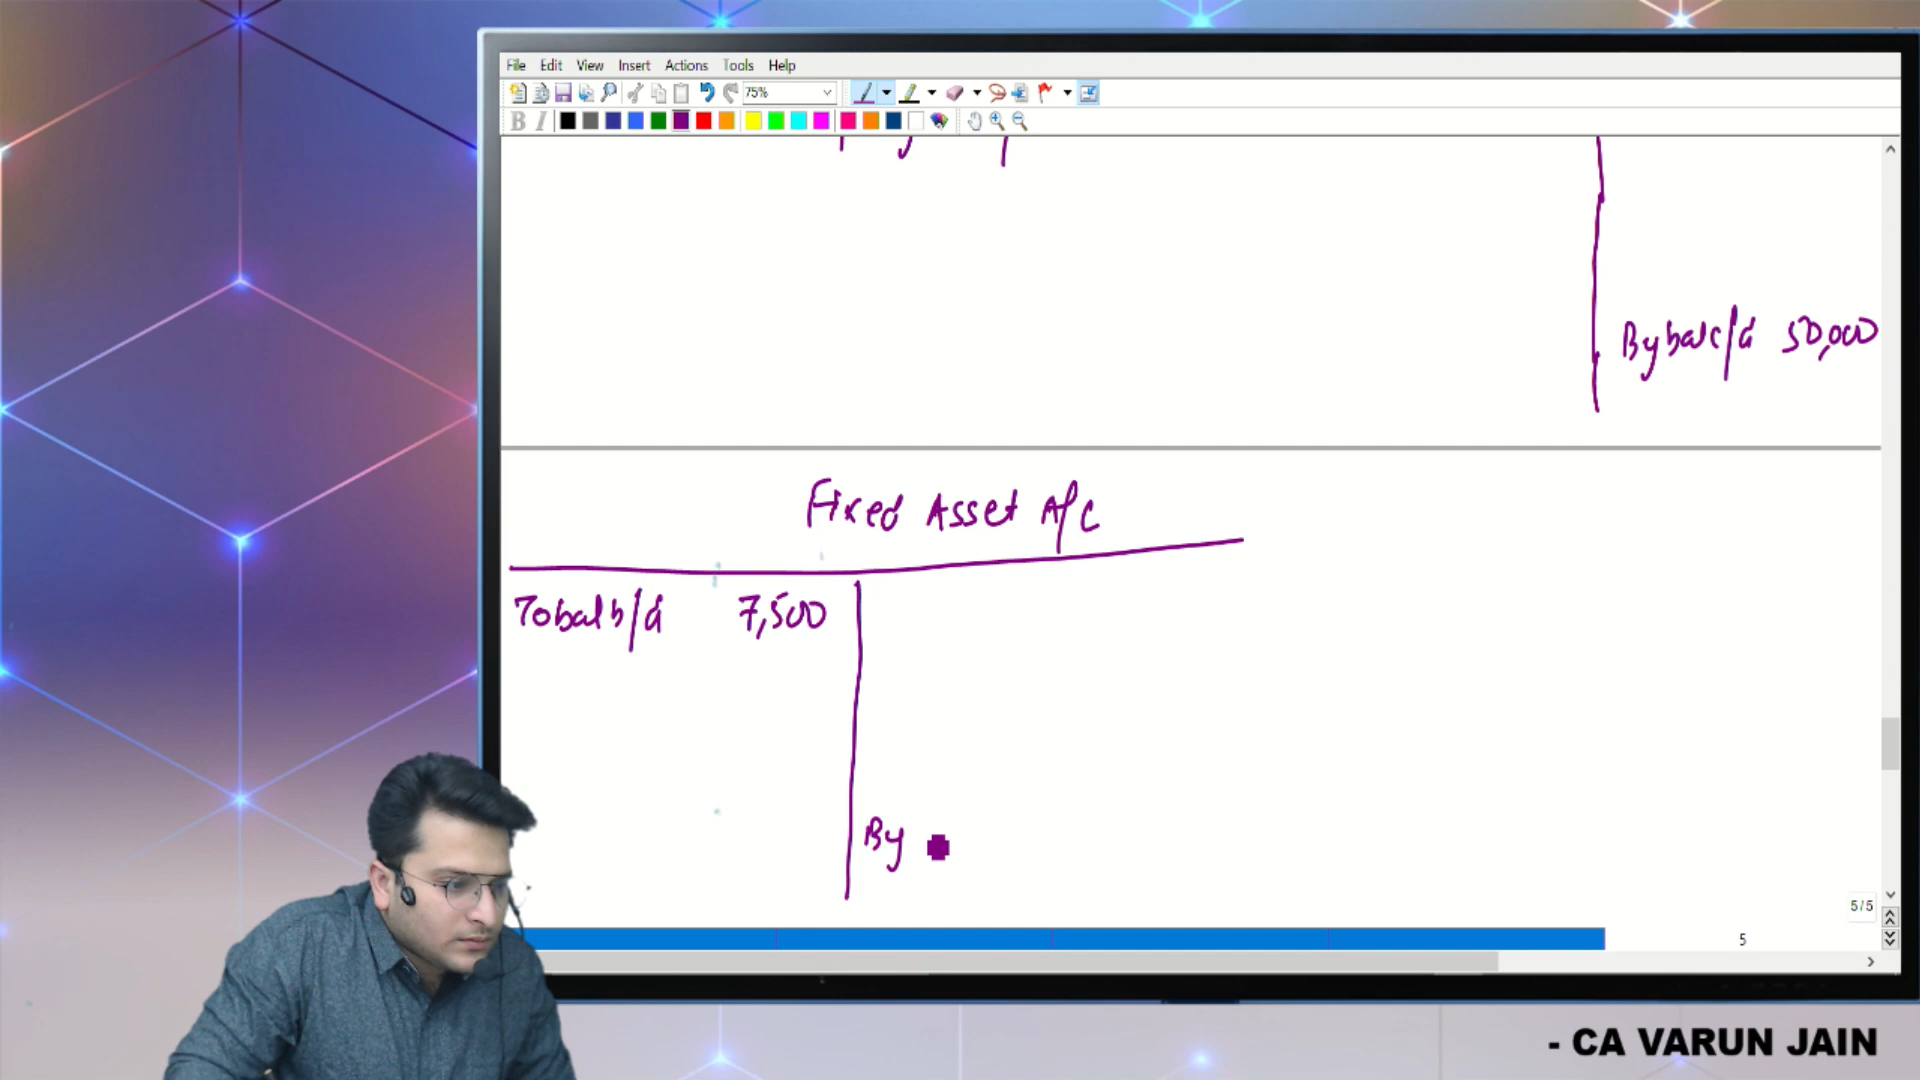 File Edit View Insert Actions Tools Help
75%
B I
By bal c/d 50,000
Fixed Asset A/c
To bal b/d 7,500
By
5/5
5
- CA VARUN JAIN